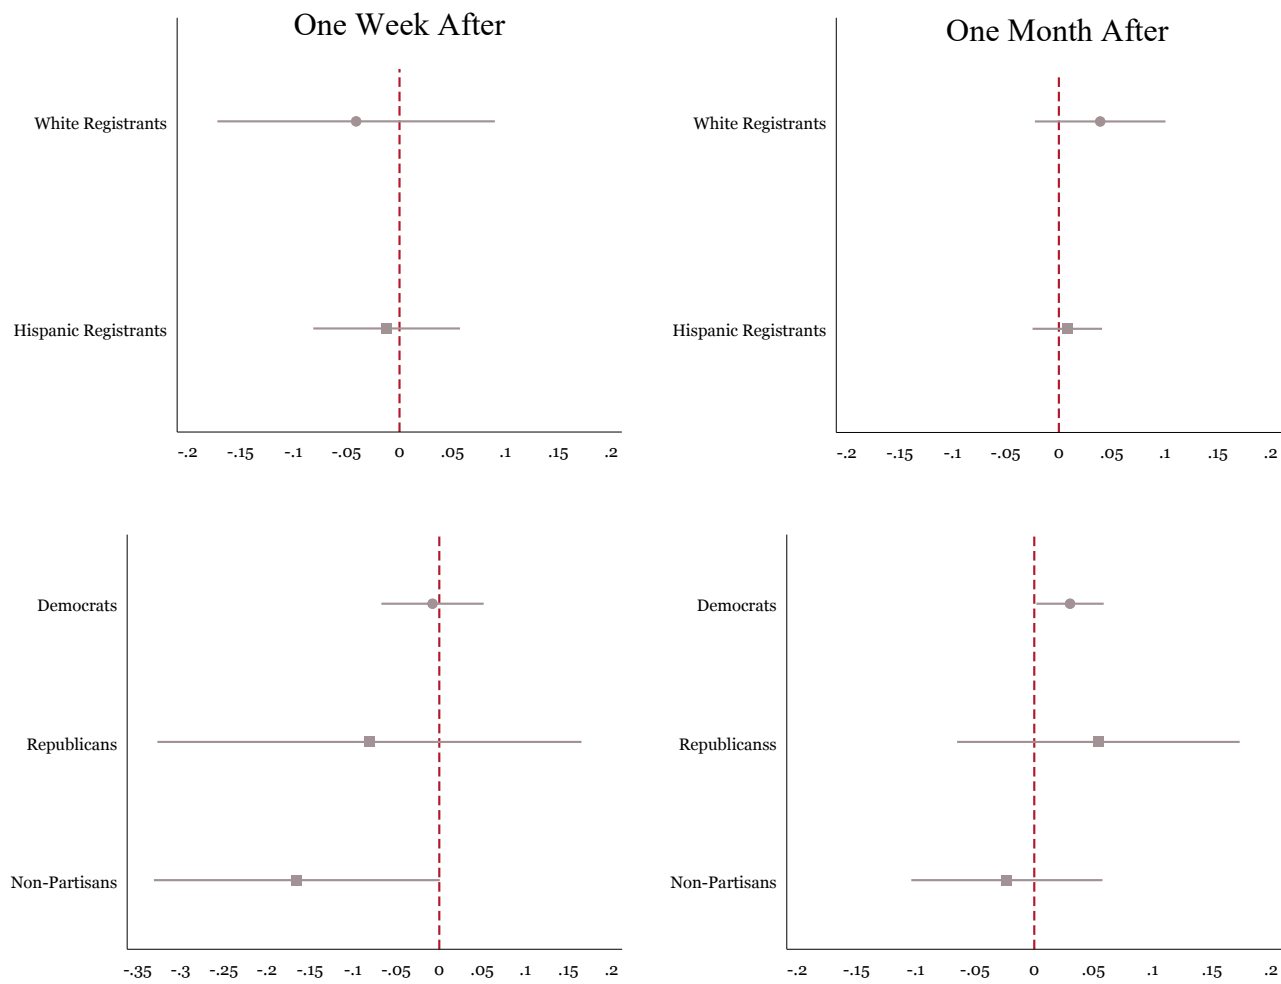 One Week After
White Registrants
Hispanic Registrants
-.2 -.15 -.1 -.05 0 .05 .1 .15 .2
One Month After
White Registrants
Hispanic Registrants
-.2 -.15 -.1 -.05 0 .05 .1 .15 .2
Democrats
Republicans
Non-Partisans
-.35 -.3 -.25 -.2 -.15 -.1 -.05 0 .05 .1 .15 .2
Democrats
Republicanss
Non-Partisans
-.2 -.15 -.1 -.05 0 .05 .1 .15 .2